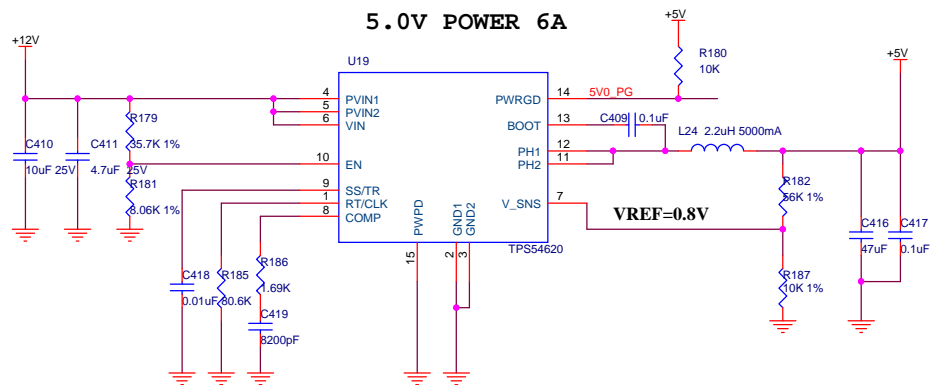 5.0V POWER 6A
+12V
+5V
R180
10K
+5V
U19
4
PVIN1
5
PVIN2
6
VIN
10
EN
9
SS/TR
1
RT/CLK
8
COMP
PWRGD
14
5V0_PG
BOOT
13
C409
0.1uF
PH1
12
PH2
11
L24 2.2uH 5000mA
V_SNS
7
VREF=0.8V
PWPD
15
GND1
2
GND2
3
TPS54620
C410
10uF 25V
C411
4.7uF 25V
R179
35.7K 1%
R181
8.06K 1%
C418
0.01uF
R185
80.6K
R186
1.69K
C419
8200pF
R182
56K 1%
R187
10K 1%
C416
47uF
C417
0.1uF